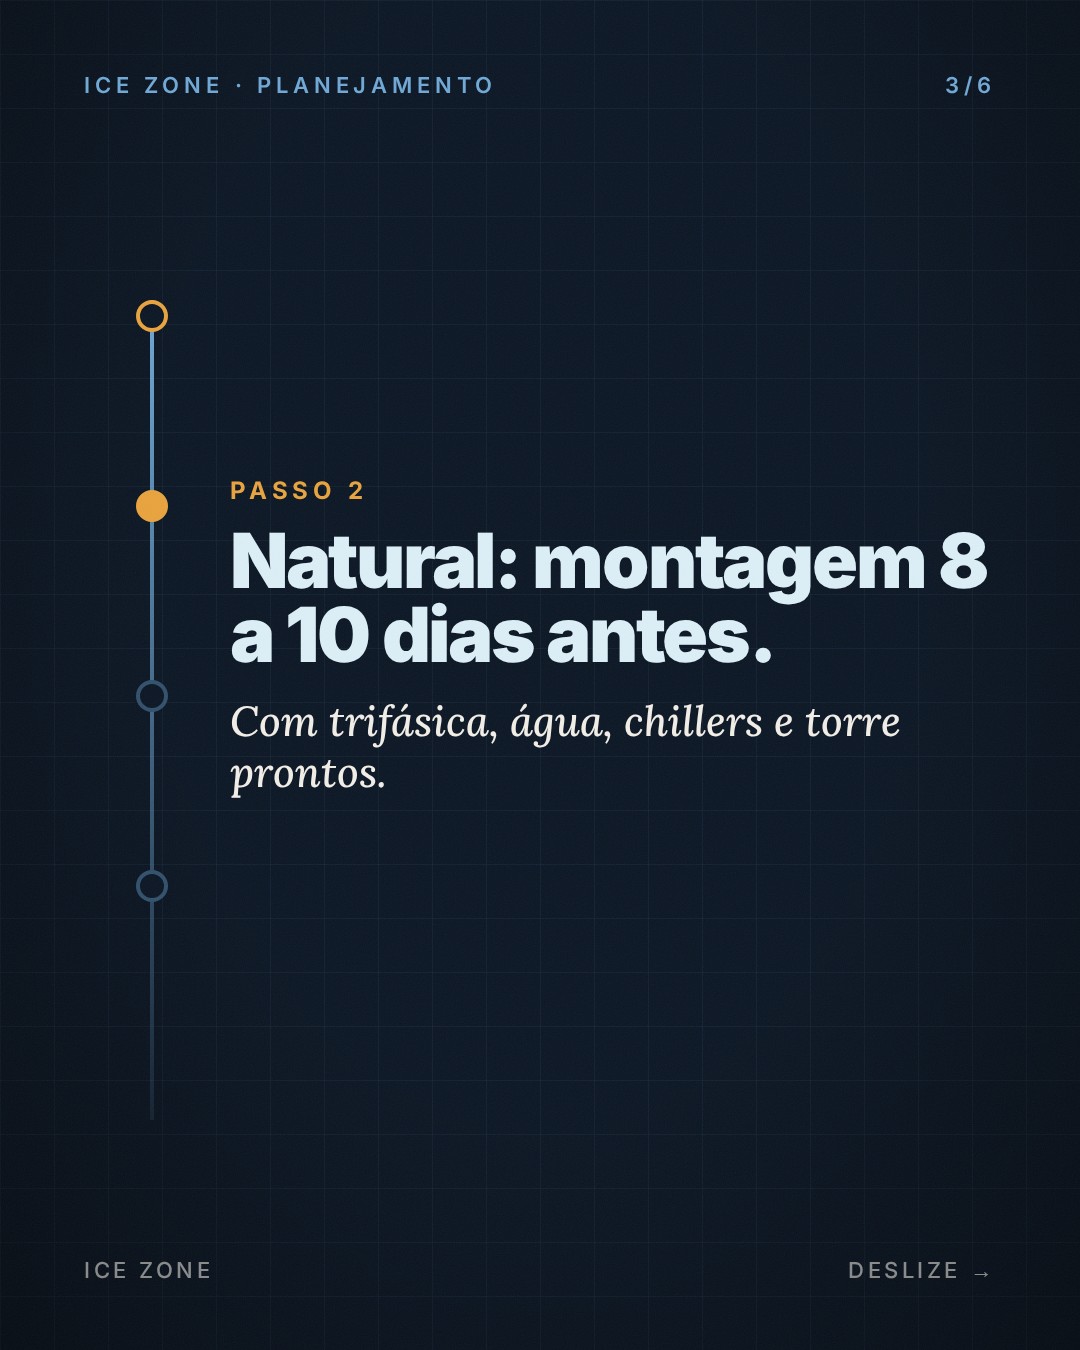 ICE ZONE · PLANEJAMENTO
3/6
PASSO 2
Natural: montagem 8
a 10 dias antes.
Com trifásica, água, chillers e torre
prontos.
ICE ZONE
DESLIZE →